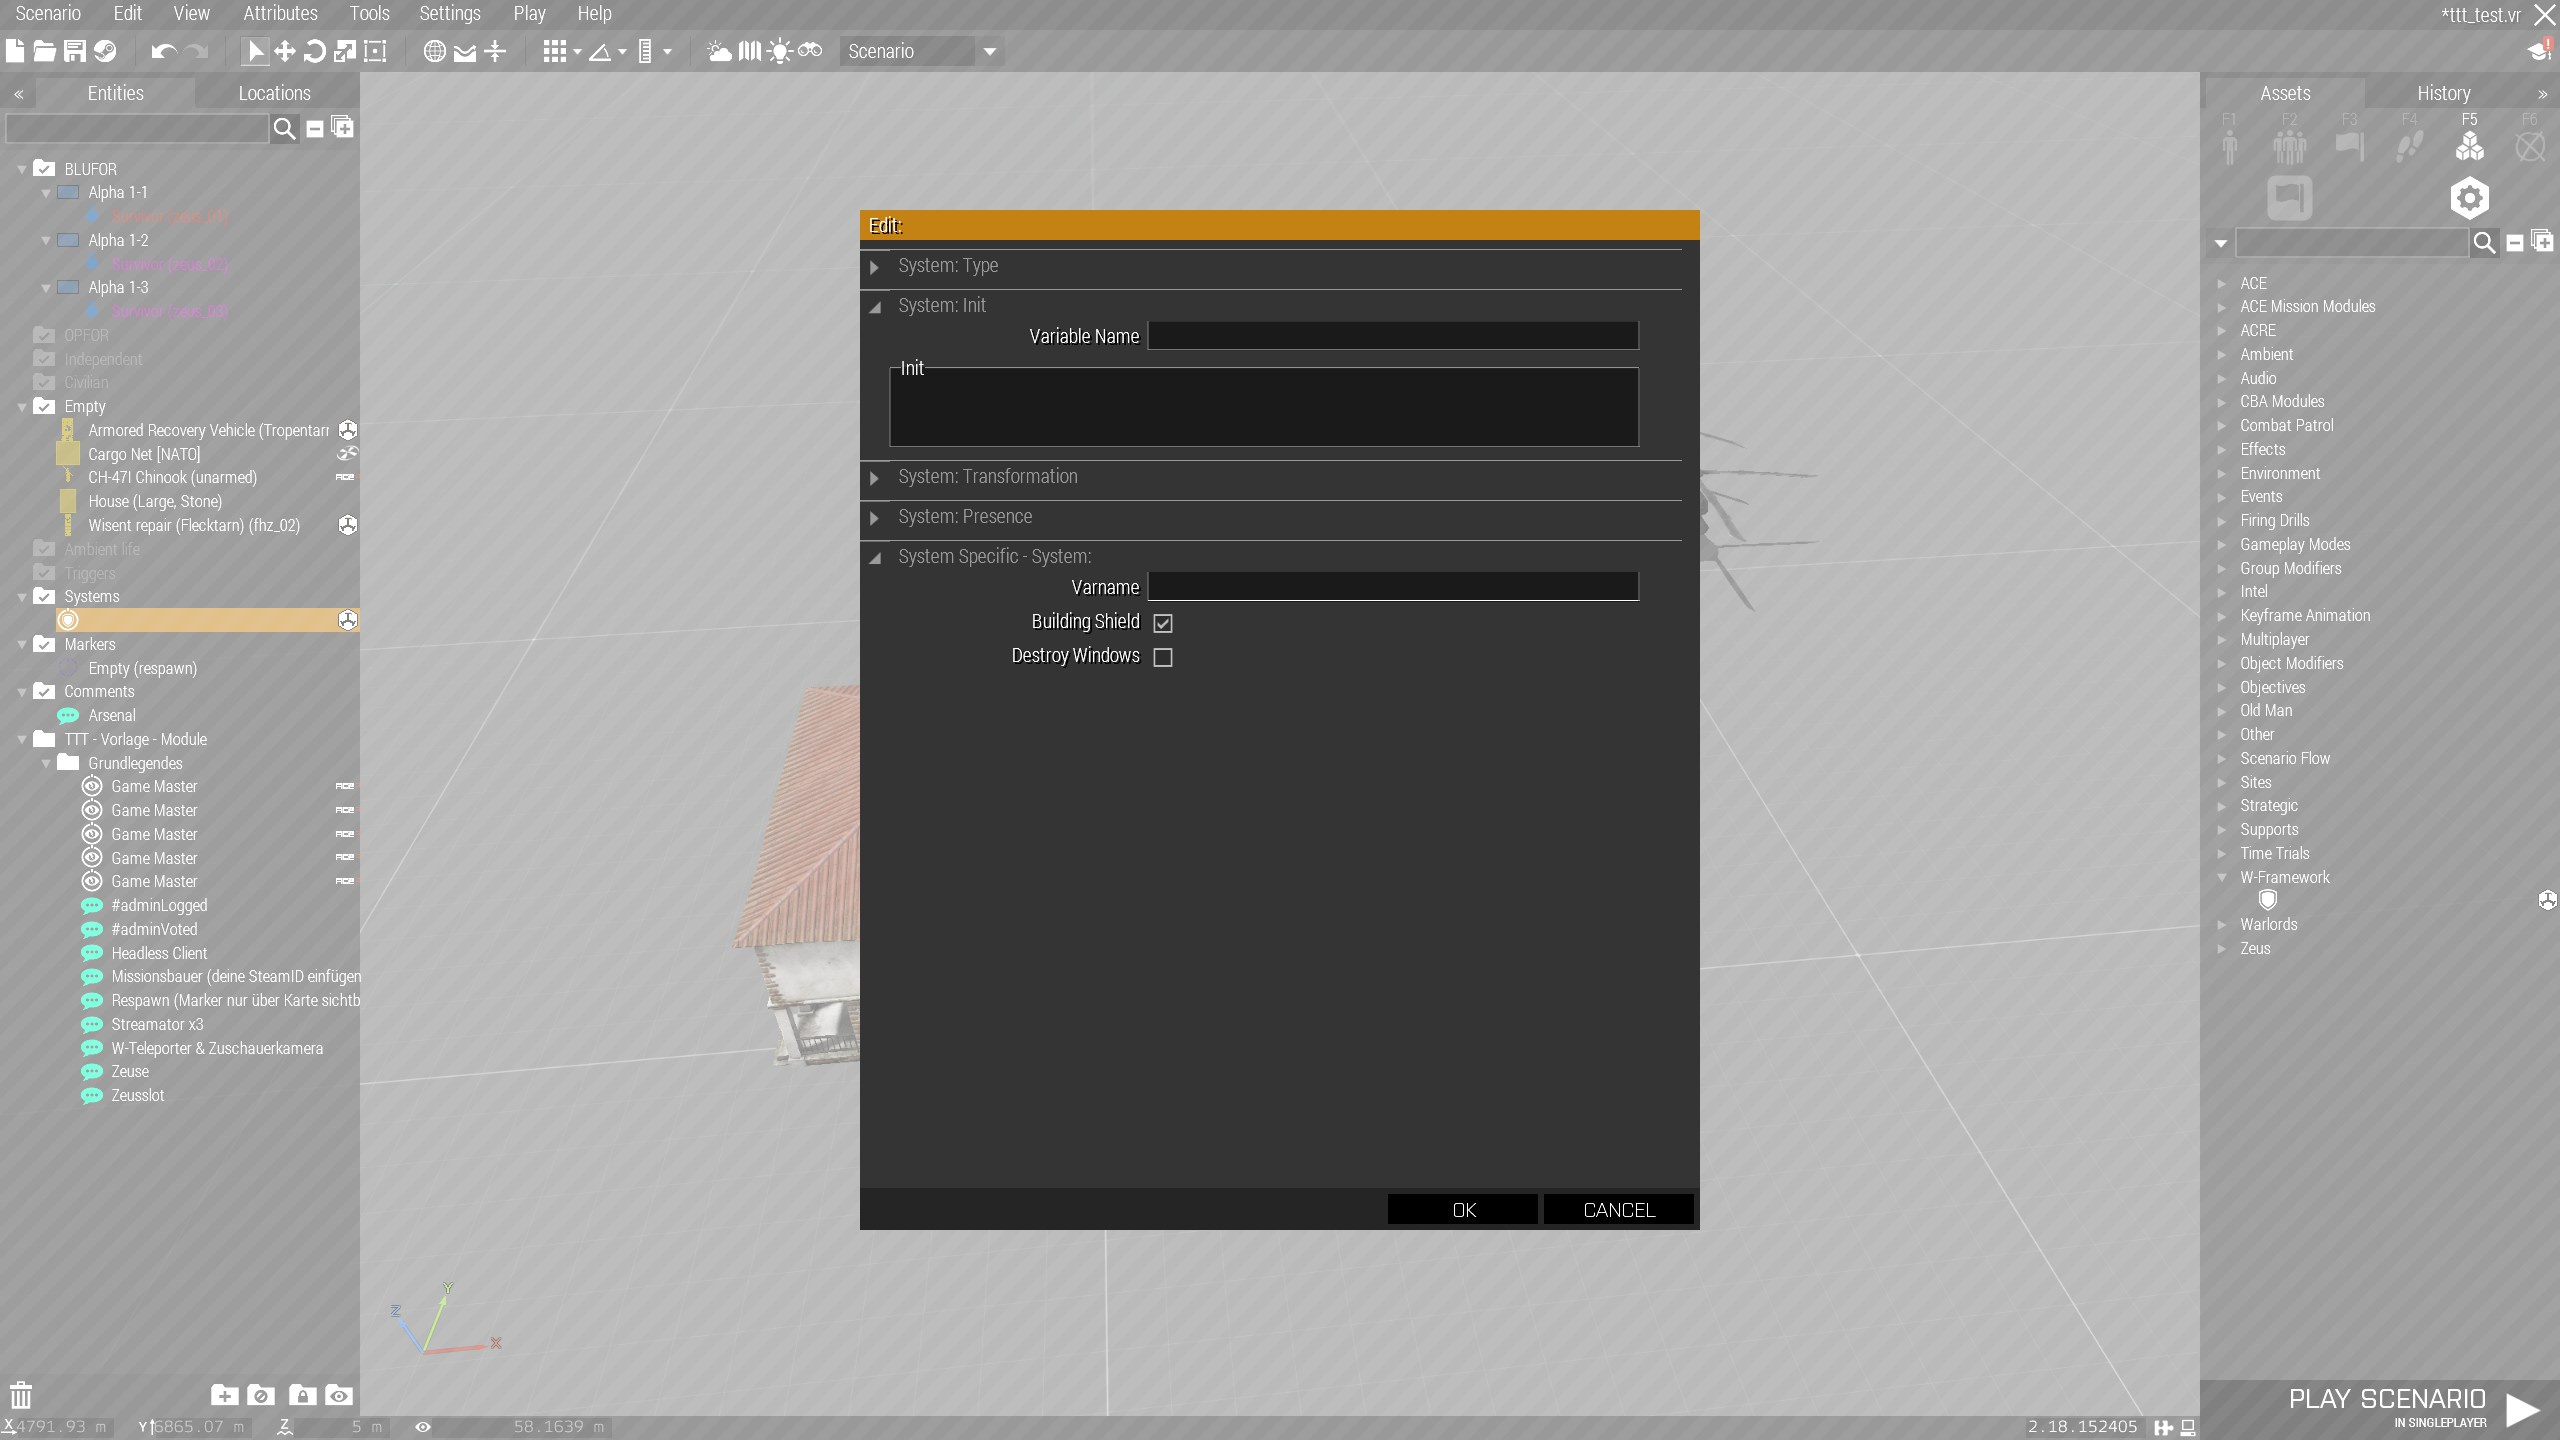 Scenario Edit View Attributes Tools Settings Play Help
*ttt_test.vr
Scenario
Entities
Locations
BLUFOR
Alpha 1-1
Survivor (zeus_01)
Alpha 1-2
Survivor (zeus_02)
Alpha 1-3
Survivor (zeus_03)
OPFOR
Independent
Civilian
Empty
Armored Recovery Vehicle (Tropentarr
Cargo Net [NATO]
CH-47I Chinook (unarmed)
ACE
House (Large, Stone)
Wisent repair (Flecktarn) (fhz_02)
Ambient life
Triggers
Systems
Markers
Empty (respawn)
Comments
Arsenal
TTT - Vorlage - Module
Grundlegendes
Game Master
ACE
Game Master
ACE
Game Master
ACE
Game Master
ACE
Game Master
ACE
#adminLogged
#adminVoted
Headless Client
Missionsbauer (deine SteamID einfügen
Respawn (Marker nur über Karte sichtb
Streamator x3
W-Teleporter & Zuschauerkamera
Zeuse
Zeusslot
Edit:
System: Type
System: Init
Variable Name
Init
System: Transformation
System: Presence
System Specific - System:
Varname
Building Shield
Destroy Windows
OK
CANCEL
Z
Y
X
Assets
History
F1 F2 F3 F4 F5 F6
ACE
ACE Mission Modules
ACRE
Ambient
Audio
CBA Modules
Combat Patrol
Effects
Environment
Events
Firing Drills
Gameplay Modes
Group Modifiers
Intel
Keyframe Animation
Multiplayer
Object Modifiers
Objectives
Old Man
Other
Scenario Flow
Sites
Strategic
Supports
Time Trials
W-Framework
Warlords
Zeus
PLAY SCENARIO
IN SINGLEPLAYER
X 4791.93 m
Y 6865.07 m
Z 5 m
58.1639 m
2.18.152405